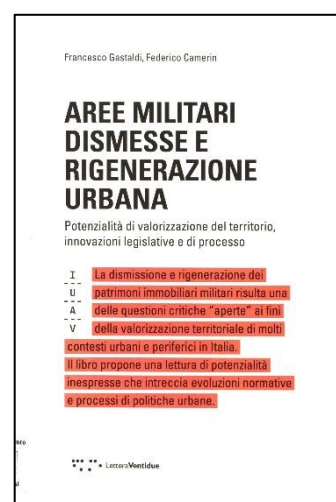 Francesco Gastaldi, Federico Camerin
AREE MILITARI
DISMESSE E
RIGENERAZIONE
URBANA
Potenzialità di valorizzazione del territorio,
innovazioni legislative e di processo
I La dismissione e rigenerazione dei
U patrimoni immobiliari militari risulta una
A delle questioni critiche "aperte" ai fini
V della valorizzazione territoriale di molti
contesti urbani e periferici in Italia.
Il libro propone una lettura di potenzialità
inespresse che intreccia evoluzioni normative
e processi di politiche urbane.
LetteraVentidue